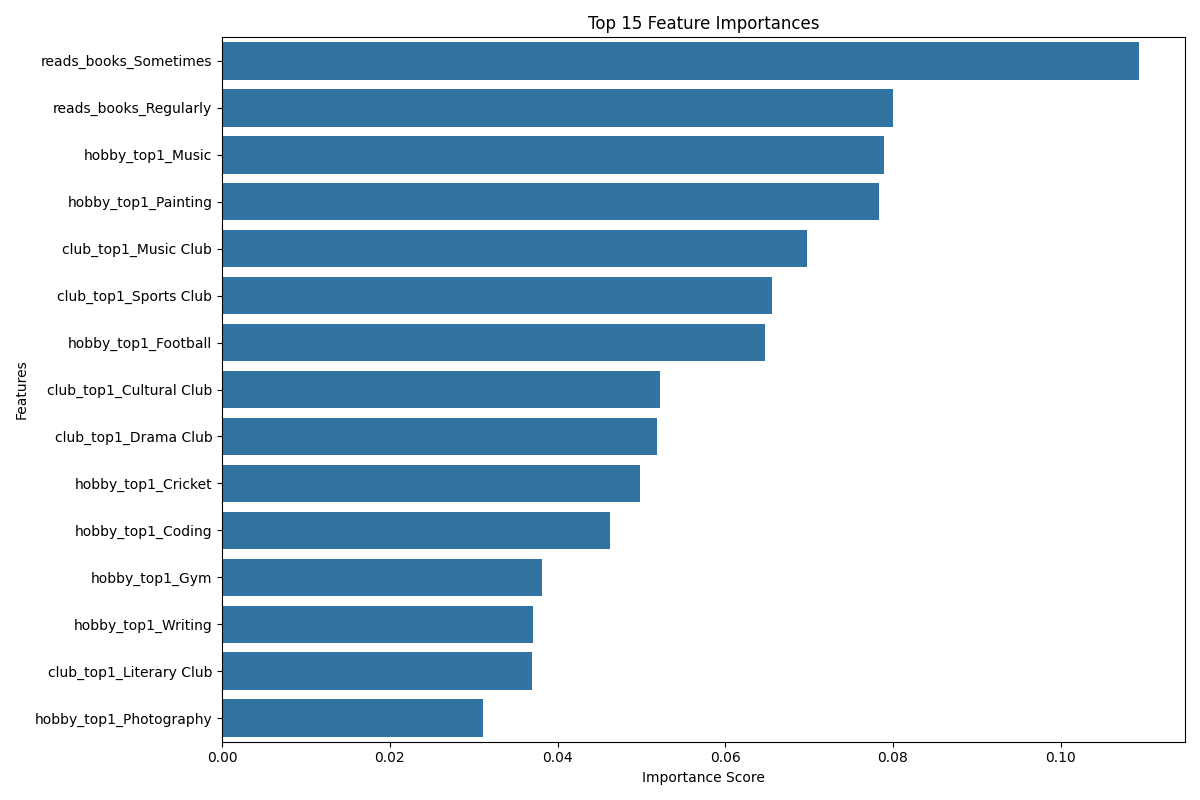 Top 15 Feature Importances
reads_books_Sometimes
reads_books_Regularly
hobby_top1_Music
hobby_top1_Painting
club_top1_Music Club
club_top1_Sports Club
hobby_top1_Football
club_top1_Cultural Club
club_top1_Drama Club
hobby_top1_Cricket
hobby_top1_Coding
hobby_top1_Gym
hobby_top1_Writing
club_top1_Literary Club
hobby_top1_Photography
Features
0.00 0.02 0.04 0.06 0.08 0.10
Importance Score